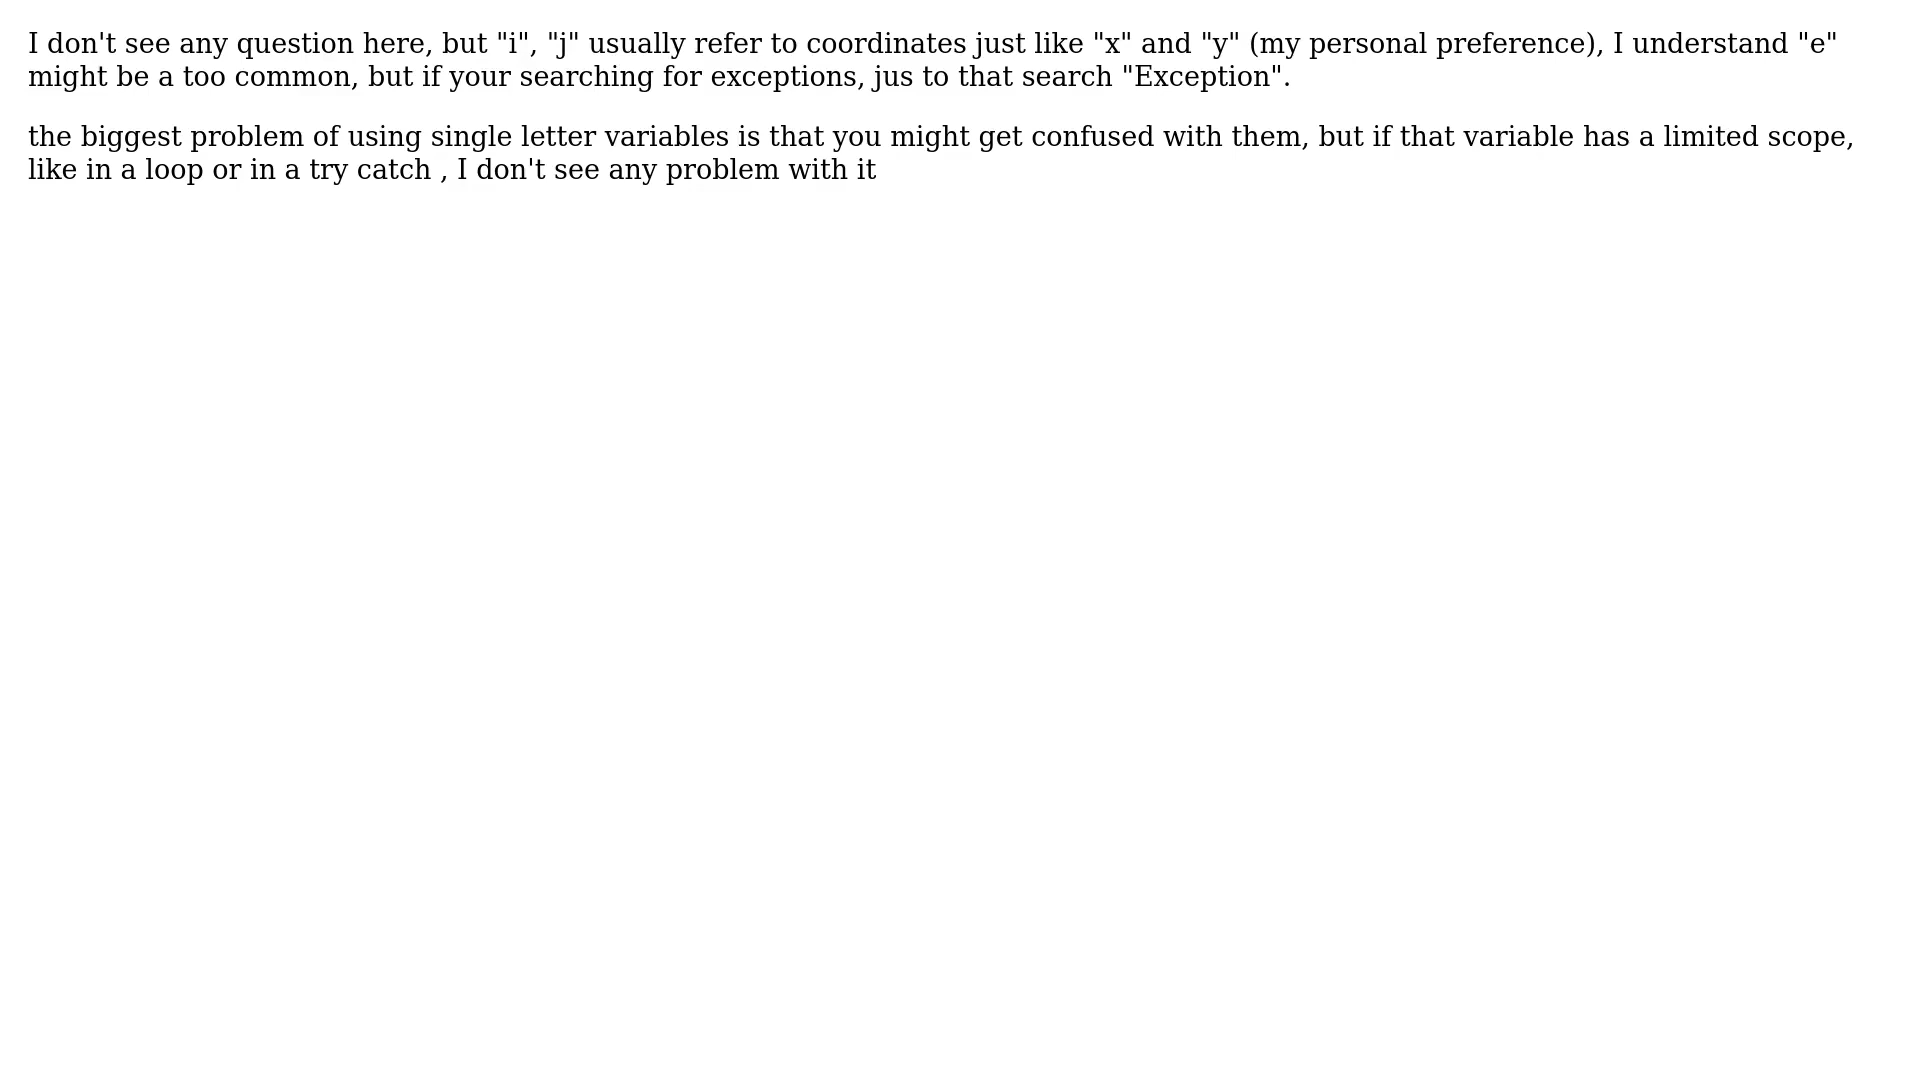 I don't see any question here, but "i", "j" usually refer to coordinates just like "x" and "y" (my personal preference), I understand "e"
might be a too common, but if your searching for exceptions, jus to that search "Exception".
the biggest problem of using single letter variables is that you might get confused with them, but if that variable has a limited scope,
like in a loop or in a try catch , I don't see any problem with it